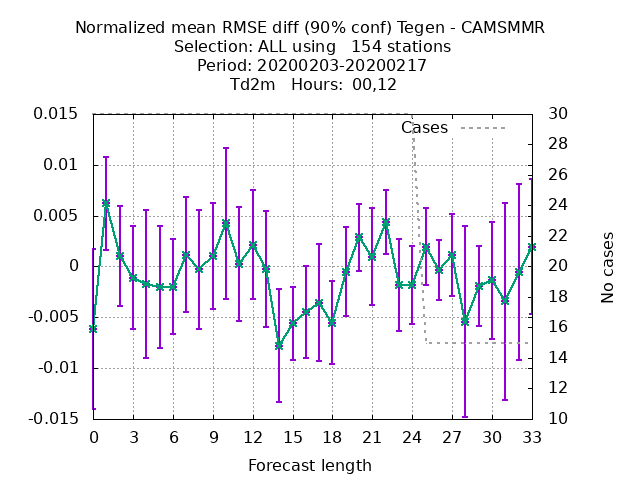 Normalized mean RMSE diff (90% conf) Tegen - CAMSMMR
Selection: ALL using   154 stations
Period: 20200203-20200217
Td2m   Hours:  00,12
Cases
0.015
0.01
0.005
0
-0.005
-0.01
-0.015
30
28
26
24
22
20
18
16
14
12
10
No cases
0 3 6 9 12 15 18 21 24 27 30 33
Forecast length